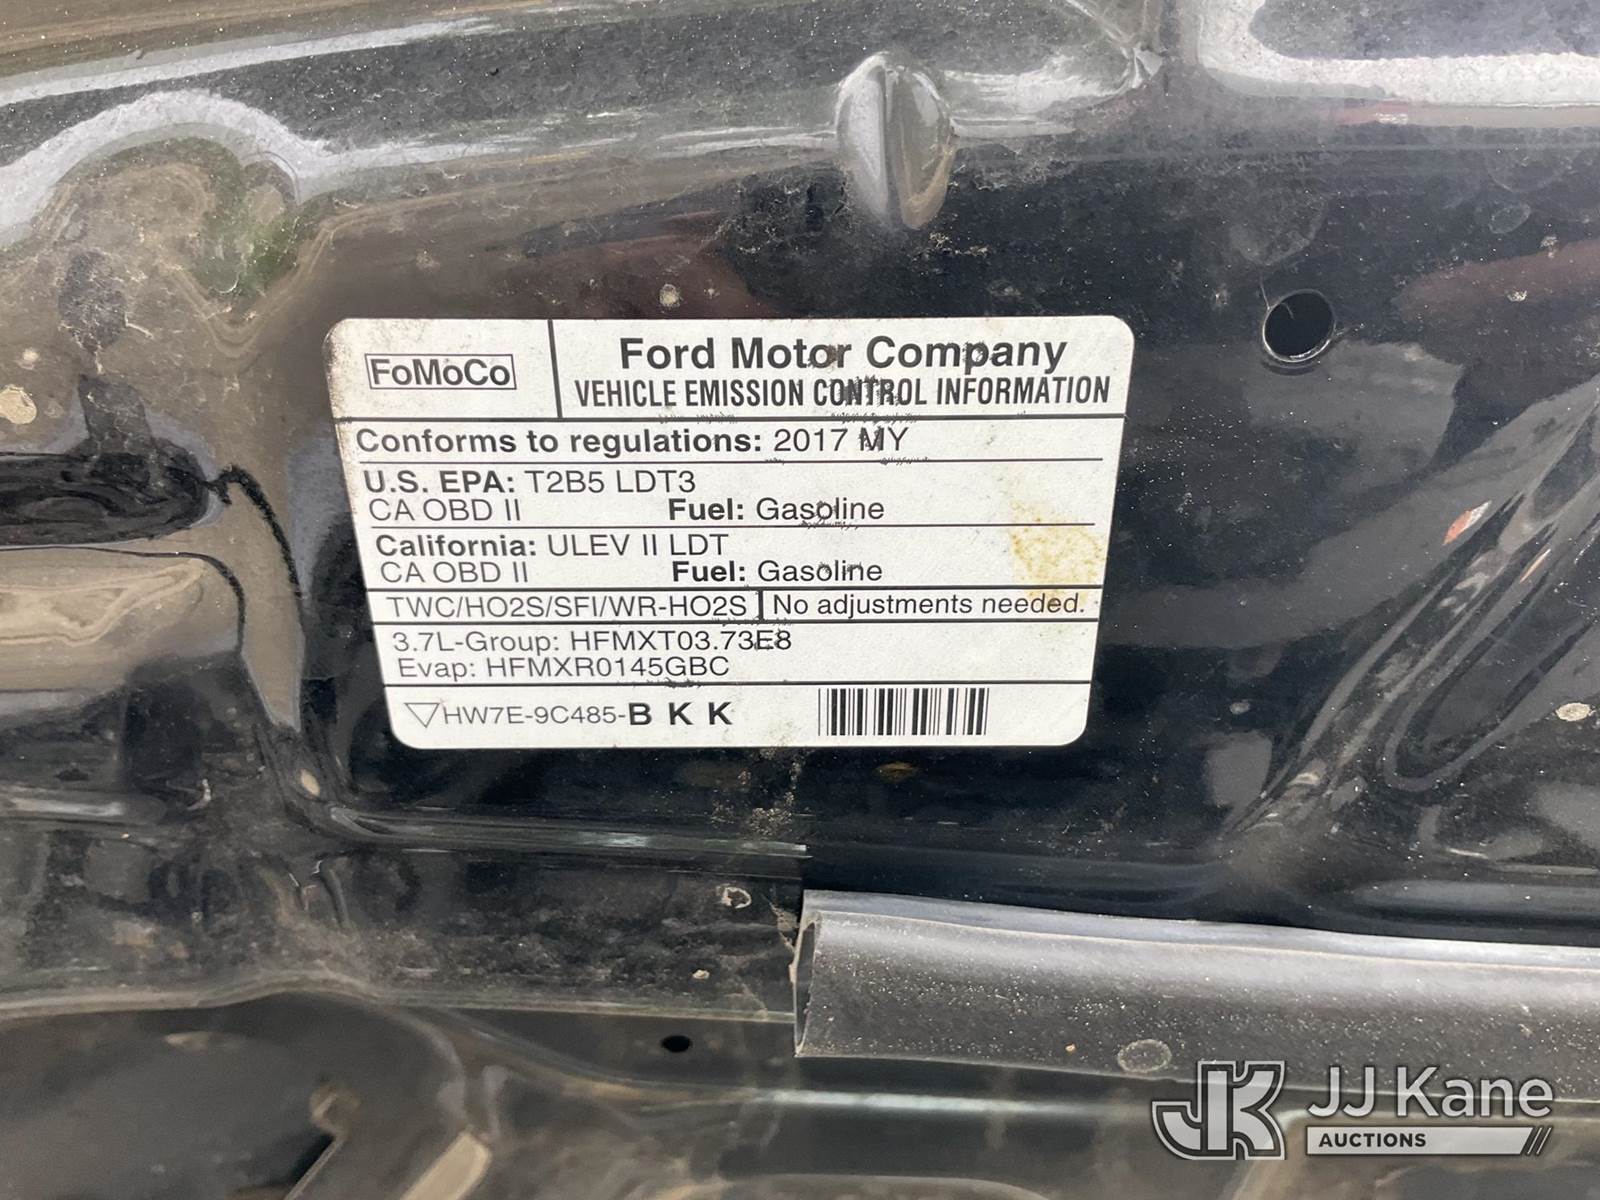 FoMoCo
Ford Motor Company
VEHICLE EMISSION CONTROL INFORMATION
Conforms to regulations: 2017 MY
U.S. EPA: T2B5 LDT3
CA OBD II Fuel: Gasoline
California: ULEV II LDT
CA OBD II Fuel: Gasoline
TWC/HO2S/SFI/WR-HO2S No adjustments needed.
3.7L-Group: HFMXT03.73E8
Evap: HFMXR0145GBC
HW7E-9C485-B K K
JK JJ Kane
AUCTIONS